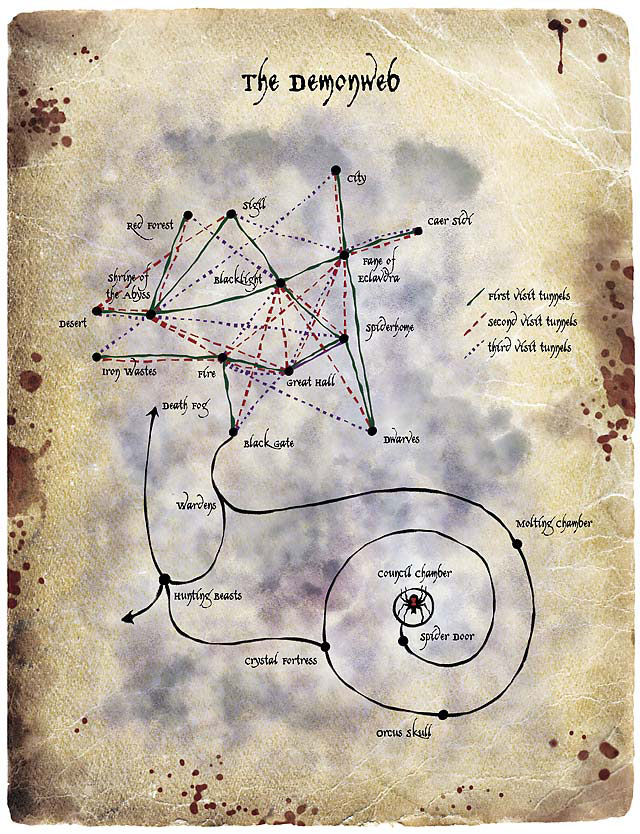 The Demonweb
City
Sigil
Red Forest
Caer Sidi
Fane of
Eclavdra
Shrine of
the Abyss
Blacklight
First visit tunnels
Desert
Spiderhome
second visit tunnels
third visit tunnels
Iron Wastes
Fire
Great Hall
Death Fog
Black Gate
Dwarves
Wardens
Molting Chamber
Council Chamber
Hunting Beasts
Spider Door
Crystal Fortress
Orcus Skull